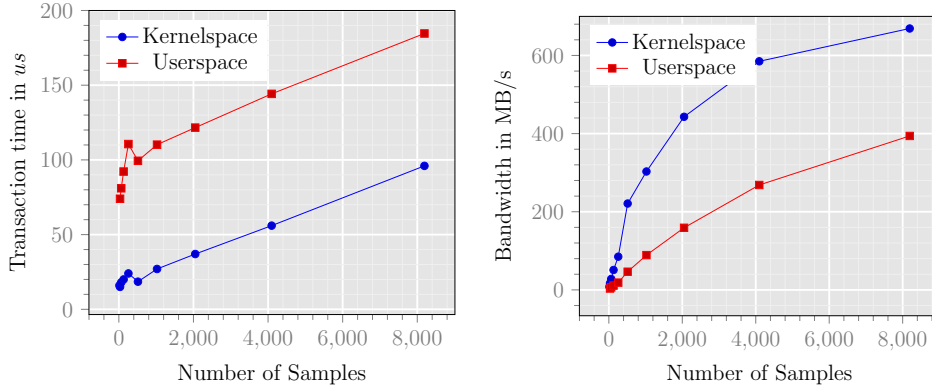 200
150
100
50
0
Transaction time in us
Kernelspace
Userspace
0 2,000 4,000 6,000 8,000
Number of Samples
600
400
200
0
Bandwidth in MB/s
Kernelspace
Userspace
0 2,000 4,000 6,000 8,000
Number of Samples